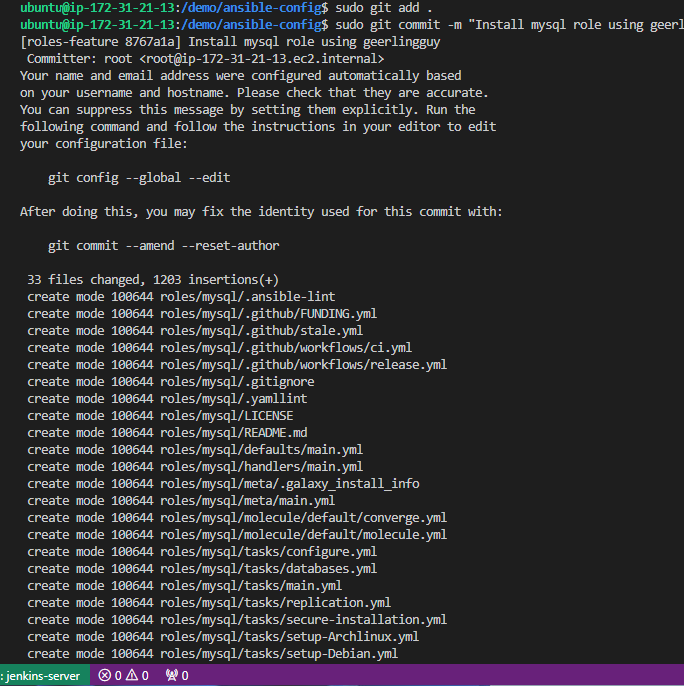 ubuntu@ip-172-31-21-13:/demo/ansible-config$ sudo git add .
ubuntu@ip-172-31-21-13:/demo/ansible-config$ sudo git commit -m "Install mysql role using geerl
[roles-feature 8767a1a] Install mysql role using geerlingguy
Committer: root <root@ip-172-31-21-13.ec2.internal>
Your name and email address were configured automatically based
on your username and hostname. Please check that they are accurate.
You can suppress this message by setting them explicitly. Run the
following command and follow the instructions in your editor to edit
your configuration file:
git config --global --edit
After doing this, you may fix the identity used for this commit with:
git commit --amend --reset-author
33 files changed, 1203 insertions(+)
create mode 100644 roles/mysql/.ansible-lint
create mode 100644 roles/mysql/.github/FUNDING.yml
create mode 100644 roles/mysql/.github/stale.yml
create mode 100644 roles/mysql/.github/workflows/ci.yml
create mode 100644 roles/mysql/.github/workflows/release.yml
create mode 100644 roles/mysql/.gitignore
create mode 100644 roles/mysql/.yamllint
create mode 100644 roles/mysql/LICENSE
create mode 100644 roles/mysql/README.md
create mode 100644 roles/mysql/defaults/main.yml
create mode 100644 roles/mysql/handlers/main.yml
create mode 100644 roles/mysql/meta/.galaxy_install_info
create mode 100644 roles/mysql/meta/main.yml
create mode 100644 roles/mysql/molecule/default/converge.yml
create mode 100644 roles/mysql/molecule/default/molecule.yml
create mode 100644 roles/mysql/tasks/configure.yml
create mode 100644 roles/mysql/tasks/databases.yml
create mode 100644 roles/mysql/tasks/main.yml
create mode 100644 roles/mysql/tasks/replication.yml
create mode 100644 roles/mysql/tasks/secure-installation.yml
create mode 100644 roles/mysql/tasks/setup-Archlinux.yml
create mode 100644 roles/mysql/tasks/setup-Debian.yml
: jenkins-server 0 0 0